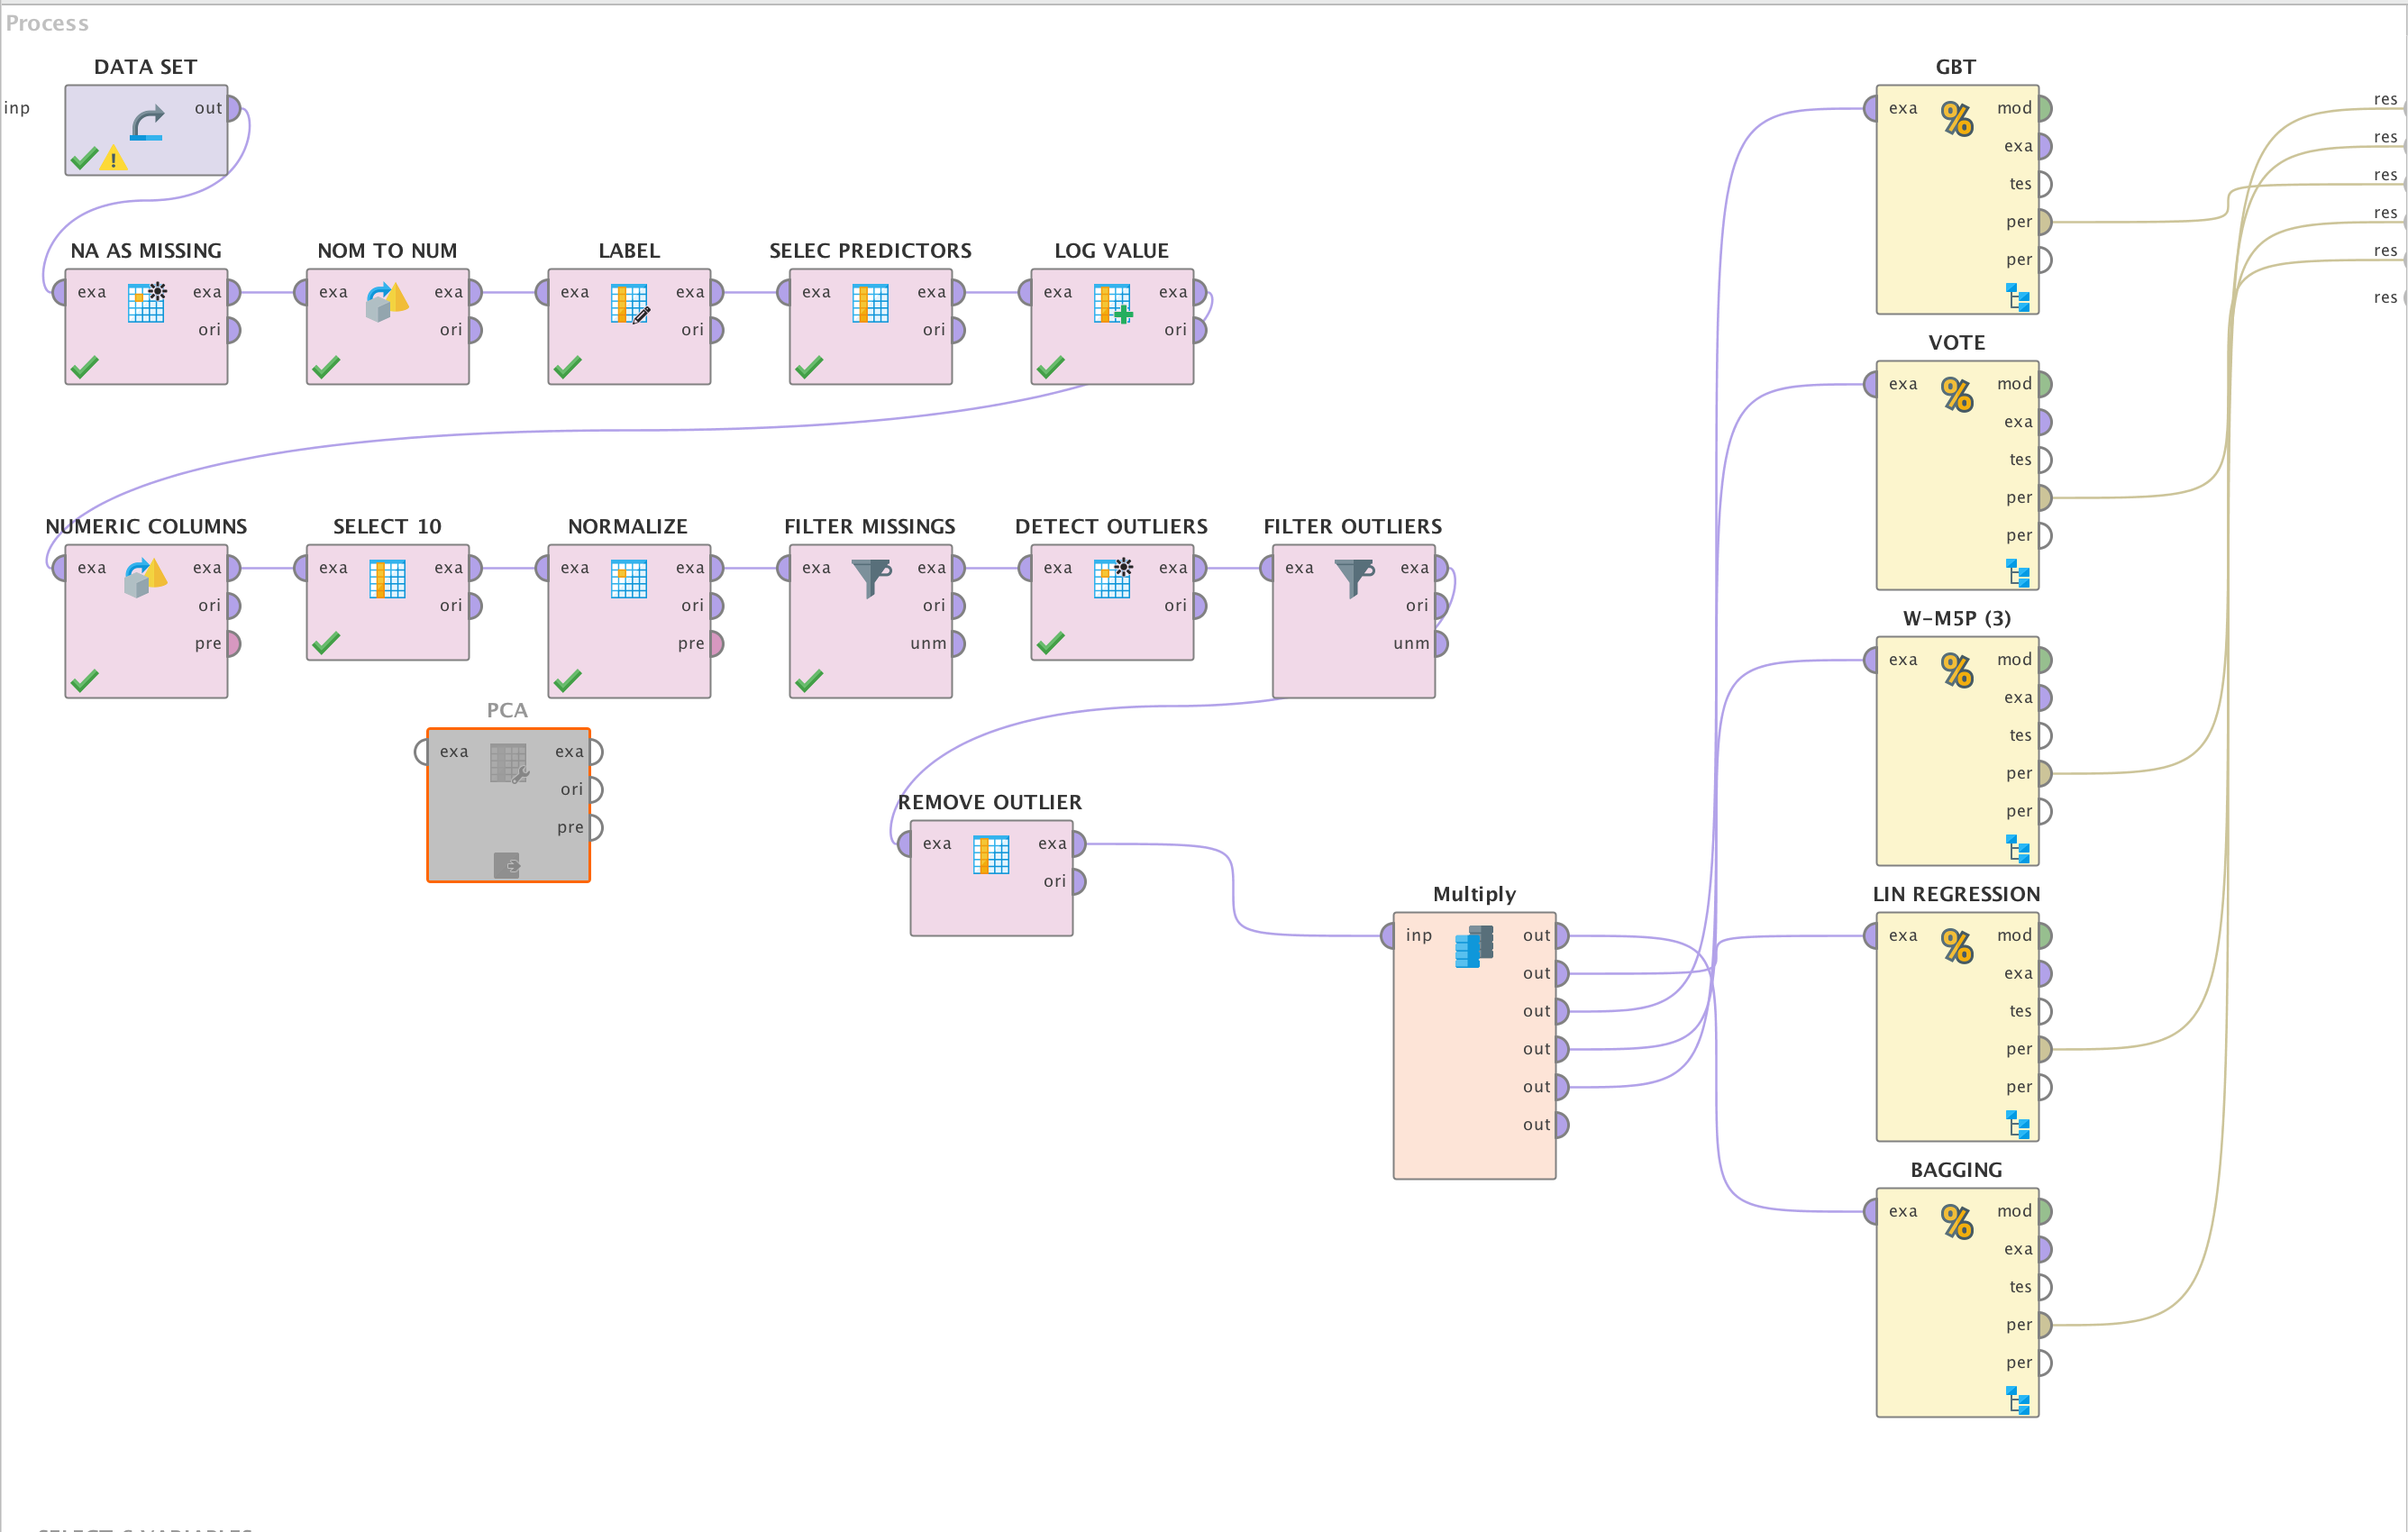 Process
DATA SET
inp
out
NA AS MISSING
exa exa
ori
NOM TO NUM
exa exa
ori
LABEL
exa exa
ori
SELEC PREDICTORS
exa exa
ori
LOG VALUE
exa exa
ori
NUMERIC COLUMNS
exa exa
ori
pre
SELECT 10
exa exa
ori
NORMALIZE
exa exa
ori
pre
FILTER MISSINGS
exa exa
ori
unm
DETECT OUTLIERS
exa exa
ori
FILTER OUTLIERS
exa exa
ori
unm
PCA
exa exa
ori
pre
REMOVE OUTLIER
exa exa
ori
Multiply
inp out
out
out
out
out
out
GBT
exa mod
exa
tes
per
per
VOTE
exa mod
exa
tes
per
per
W-M5P (3)
exa mod
exa
tes
per
per
LIN REGRESSION
exa mod
exa
tes
per
per
BAGGING
exa mod
exa
tes
per
per
res
res
res
res
res
res